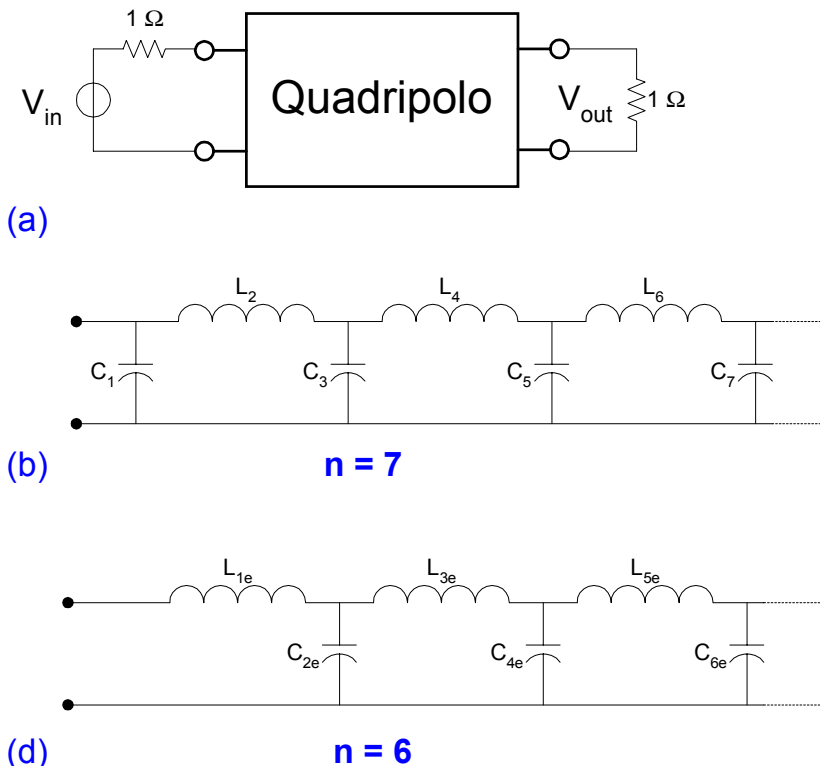 1 Ω
V_in
Quadripolo
V_out
1 Ω
(a)
L_2 L_4 L_6
C_1 C_3 C_5 C_7
(b) n = 7
L_1e L_3e L_5e
C_2e C_4e C_6e
(d) n = 6